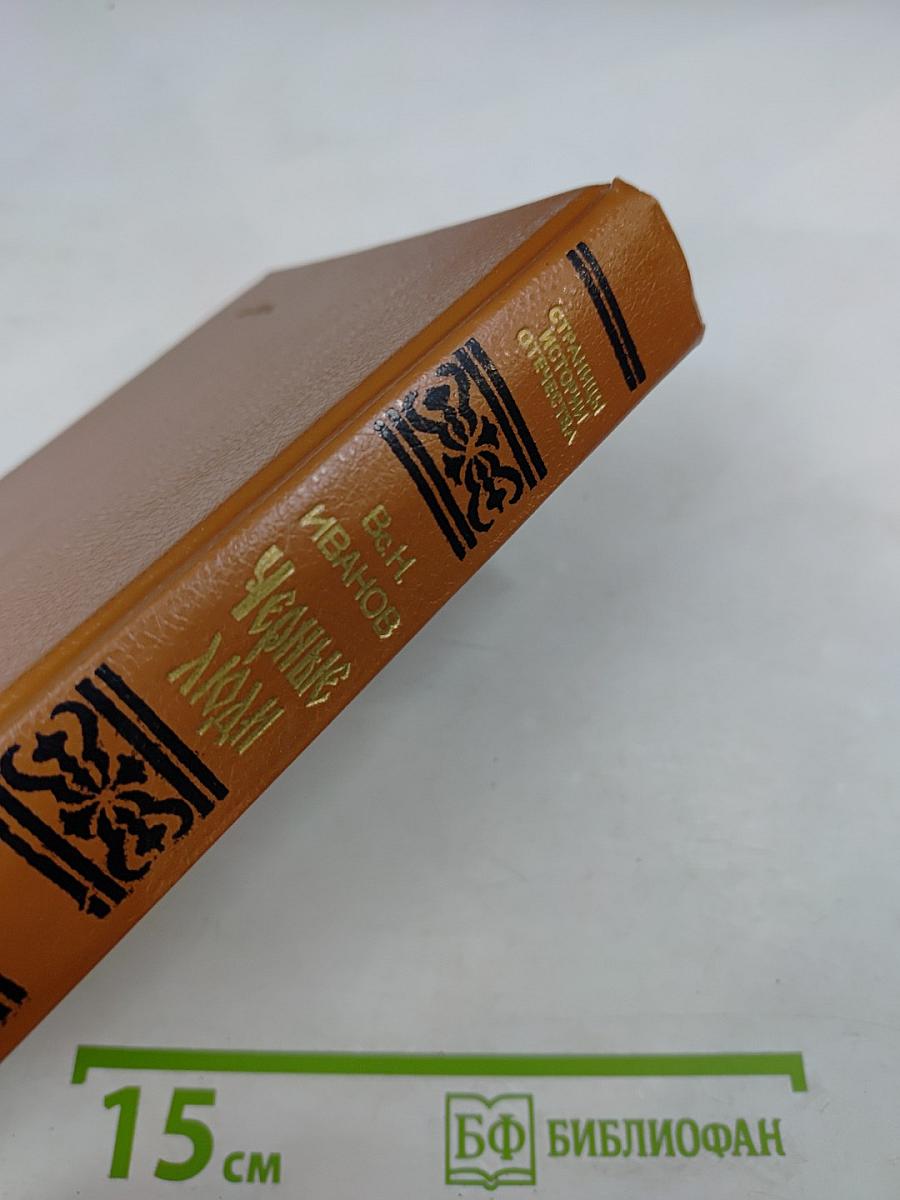 СТРАНИЦЫ
ИСТОРИИ
ОТЕЧЕСТВА
Вс.Н.
ИВАНОВ
Черные
люди
15 см
БФ БИБЛИОФАН